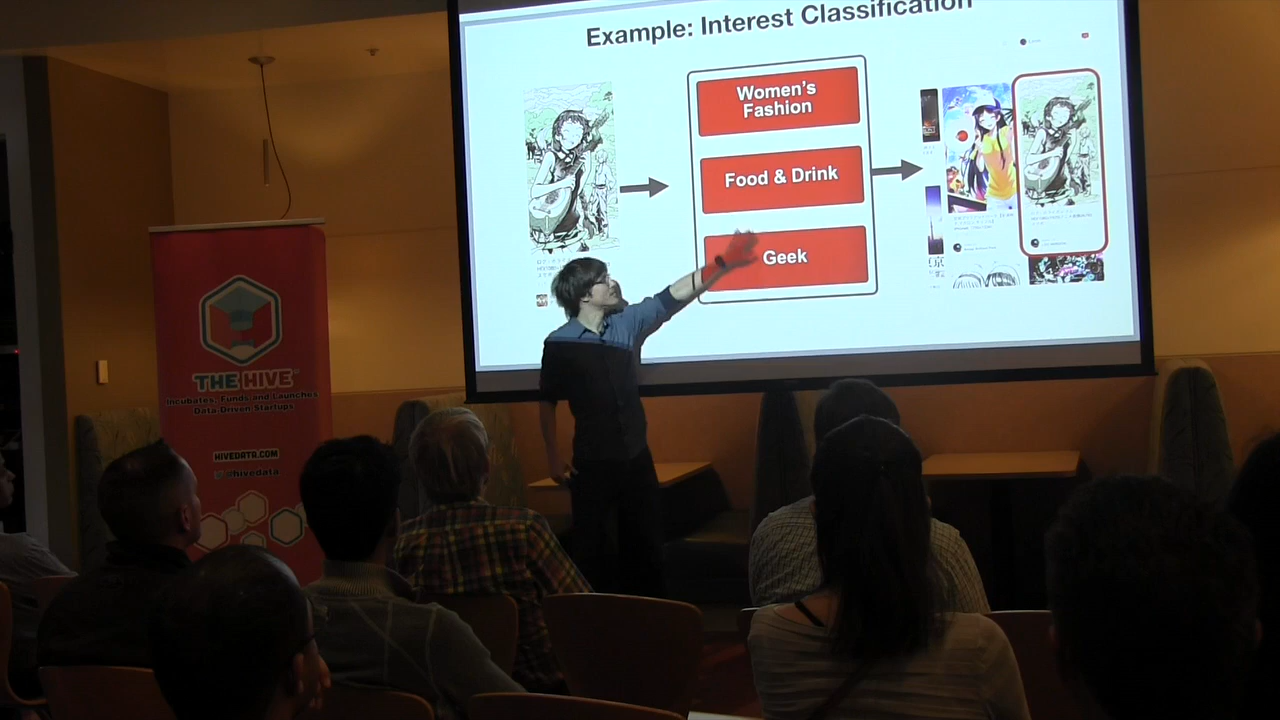 Example: Interest Classification
Women's
Fashion
Food & Drink
Geek
THE HIVE
Incubates, Funds and Launches
Data Driven Startups
HIVEDATA.COM
#hivedata